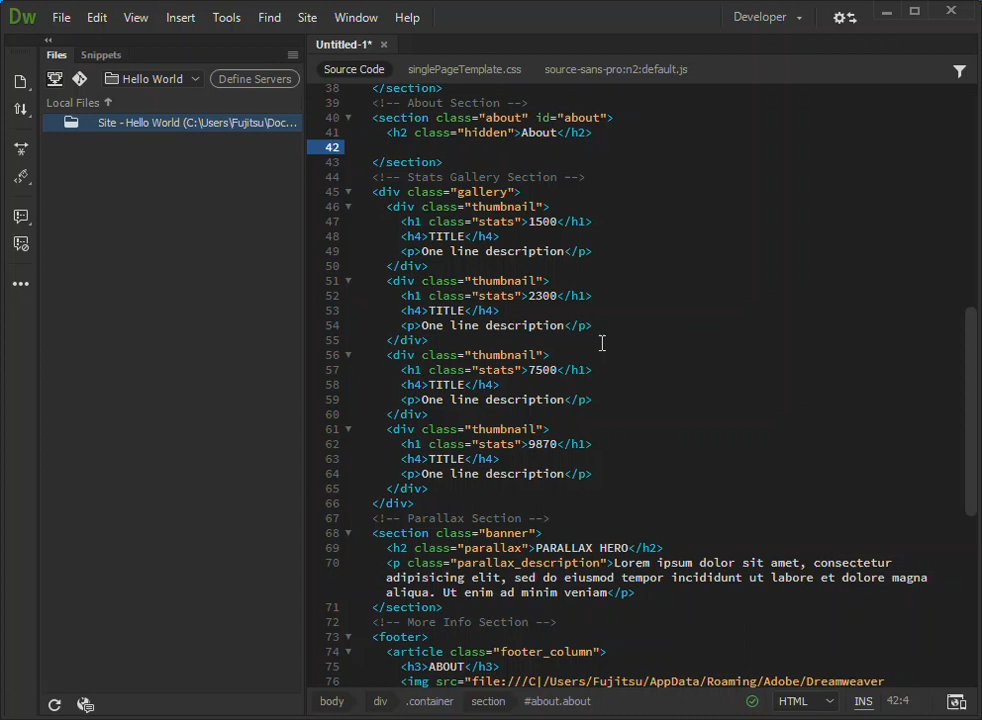 Dw File Edit View Insert Tools Find Site Window Help Developer
Files Snippets
Untitled-1*
Hello World Define Servers
Source Code singlePageTemplate.css source-sans-pro:n2:default.js
Local Files
Site - Hello World (C:\Users\Fujitsu\Doc...
38 </section>
39 <!-- About Section -->
40 <section class="about" id="about">
41 <h2 class="hidden">About</h2>
42
43 </section>
44 <!-- Stats Gallery Section -->
45 <div class="gallery">
46 <div class="thumbnail">
47 <h1 class="stats">1500</h1>
48 <h4>TITLE</h4>
49 <p>One line description</p>
50 </div>
51 <div class="thumbnail">
52 <h1 class="stats">2300</h1>
53 <h4>TITLE</h4>
54 <p>One line description</p>
55 </div>
56 <div class="thumbnail">
57 <h1 class="stats">7500</h1>
58 <h4>TITLE</h4>
59 <p>One line description</p>
60 </div>
61 <div class="thumbnail">
62 <h1 class="stats">9870</h1>
63 <h4>TITLE</h4>
64 <p>One line description</p>
65 </div>
66 </div>
67 <!-- Parallax Section -->
68 <section class="banner">
69 <h2 class="parallax">PARALLAX HERO</h2>
70 <p class="parallax_description">Lorem ipsum dolor sit amet, consectetur
adipisicing elit, sed do eiusmod tempor incididunt ut labore et dolore magna
aliqua. Ut enim ad minim veniam</p>
71 </section>
72 <!-- More Info Section -->
73 <footer>
74 <article class="footer_column">
75 <h3>ABOUT</h3>
76 <img src="file:///C|/Users/Fujitsu/AppData/Roaming/Adobe/Dreamweaver
body div .container section #about.about HTML INS 42:4